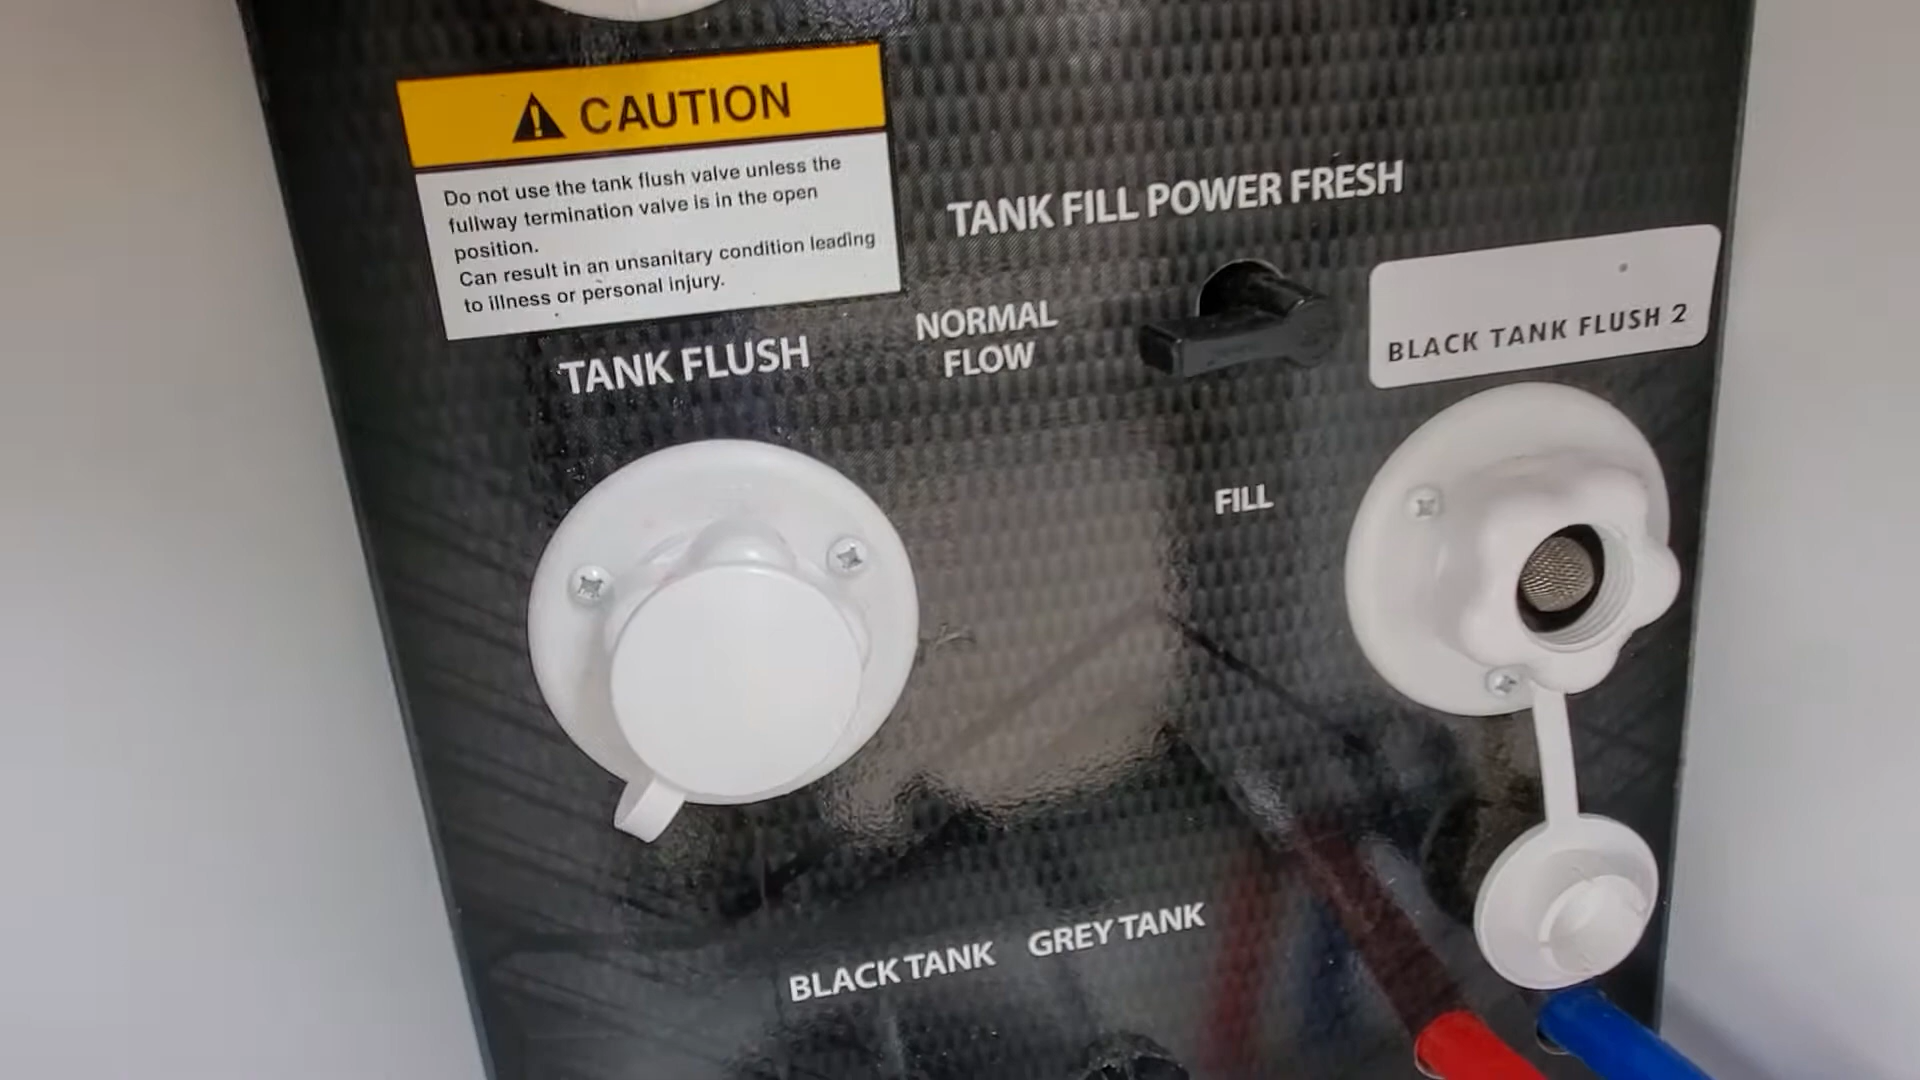 CAUTION
Do not use the tank flush valve unless the
fullway termination valve is in the open
position.
Can result in an unsanitary condition leading
to illness or personal injury.
TANK FILL POWER FRESH
NORMAL
FLOW
BLACK TANK FLUSH 2
TANK FLUSH
FILL
BLACK TANK GREY TANK